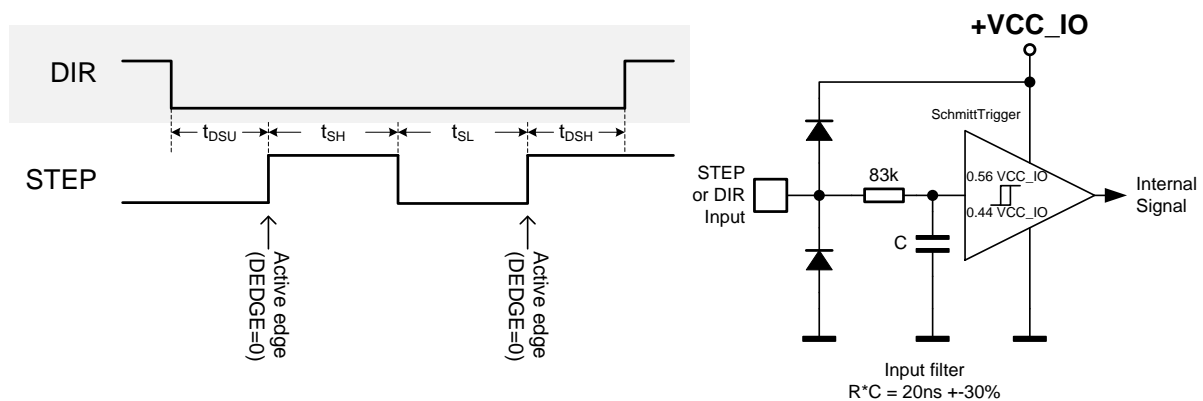 DIR
tDSU
tSH
tSL
tDSH
STEP
Active edge
(DEDGE=0)
Active edge
(DEDGE=0)
+VCC_IO
SchmittTrigger
STEP
or DIR
Input
83k
0.56 VCC_IO
0.44 VCC_IO
Internal
Signal
C
Input filter
R*C = 20ns +-30%